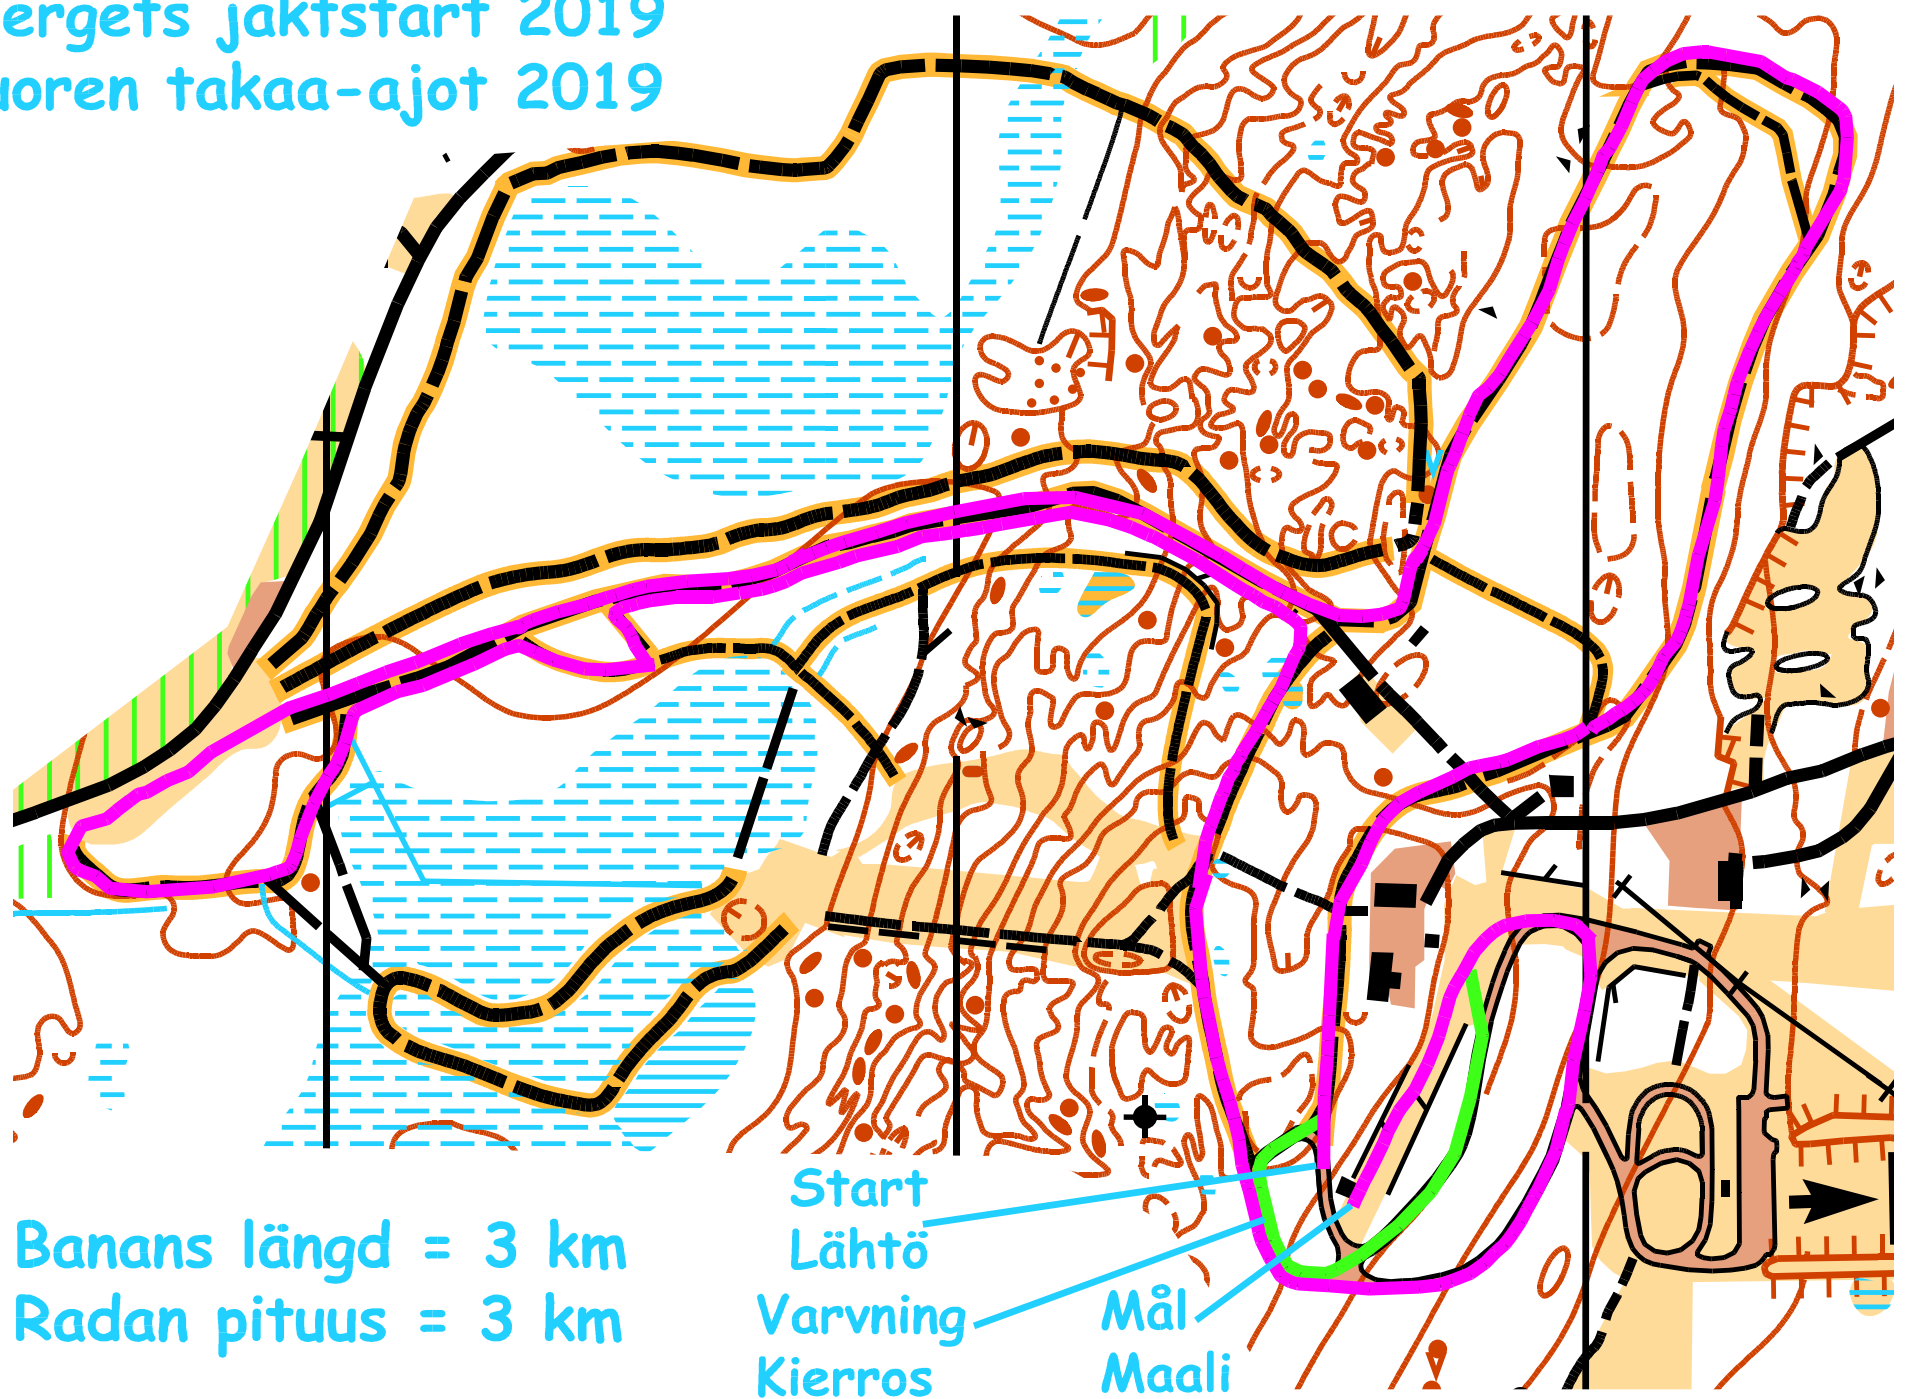 ergets jaktstart 2019
uoren takaa-ajot 2019
Start
Lähtö
Banans längd = 3 km
Radan pituus = 3 km
Varvning
Kierros
Mål
Maali